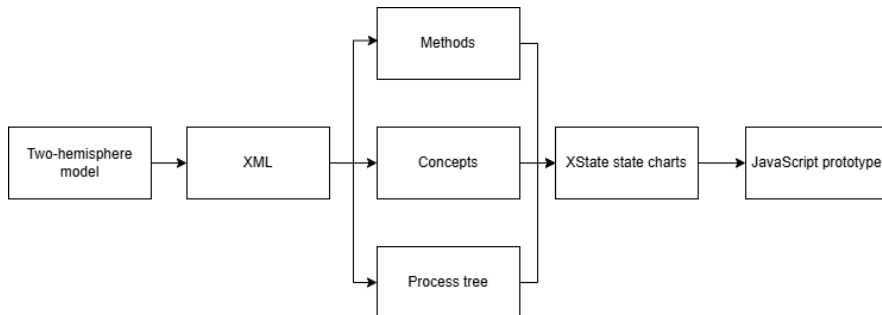 Methods
Two-hemisphere
model
XML
Concepts
XState state charts
JavaScript prototype
Process tree